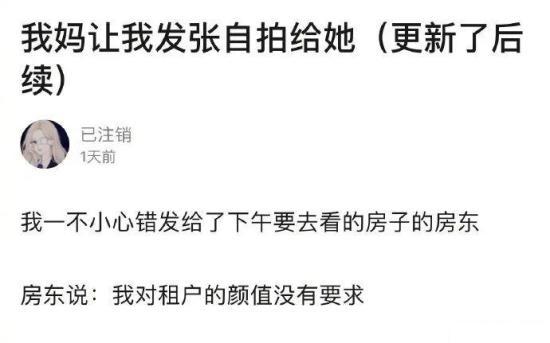 我妈让我发张自拍给她（更新了后
续）
已注销
1天前
我一不小心错发给了下午要去看的房子的房东
房东说：我对租户的颜值没有要求